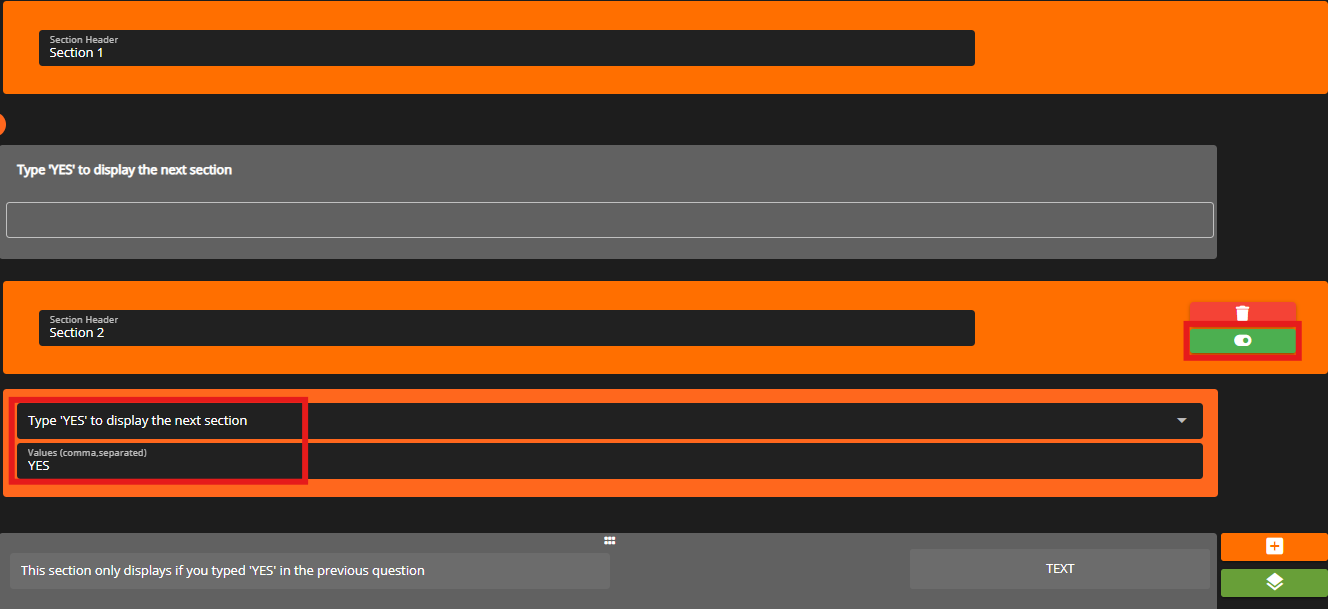 Section Header
Section 1
Type 'YES' to display the next section
Section Header
Section 2
Type 'YES' to display the next section
Values (comma,separated)
YES
This section only displays if you typed 'YES' in the previous question
TEXT